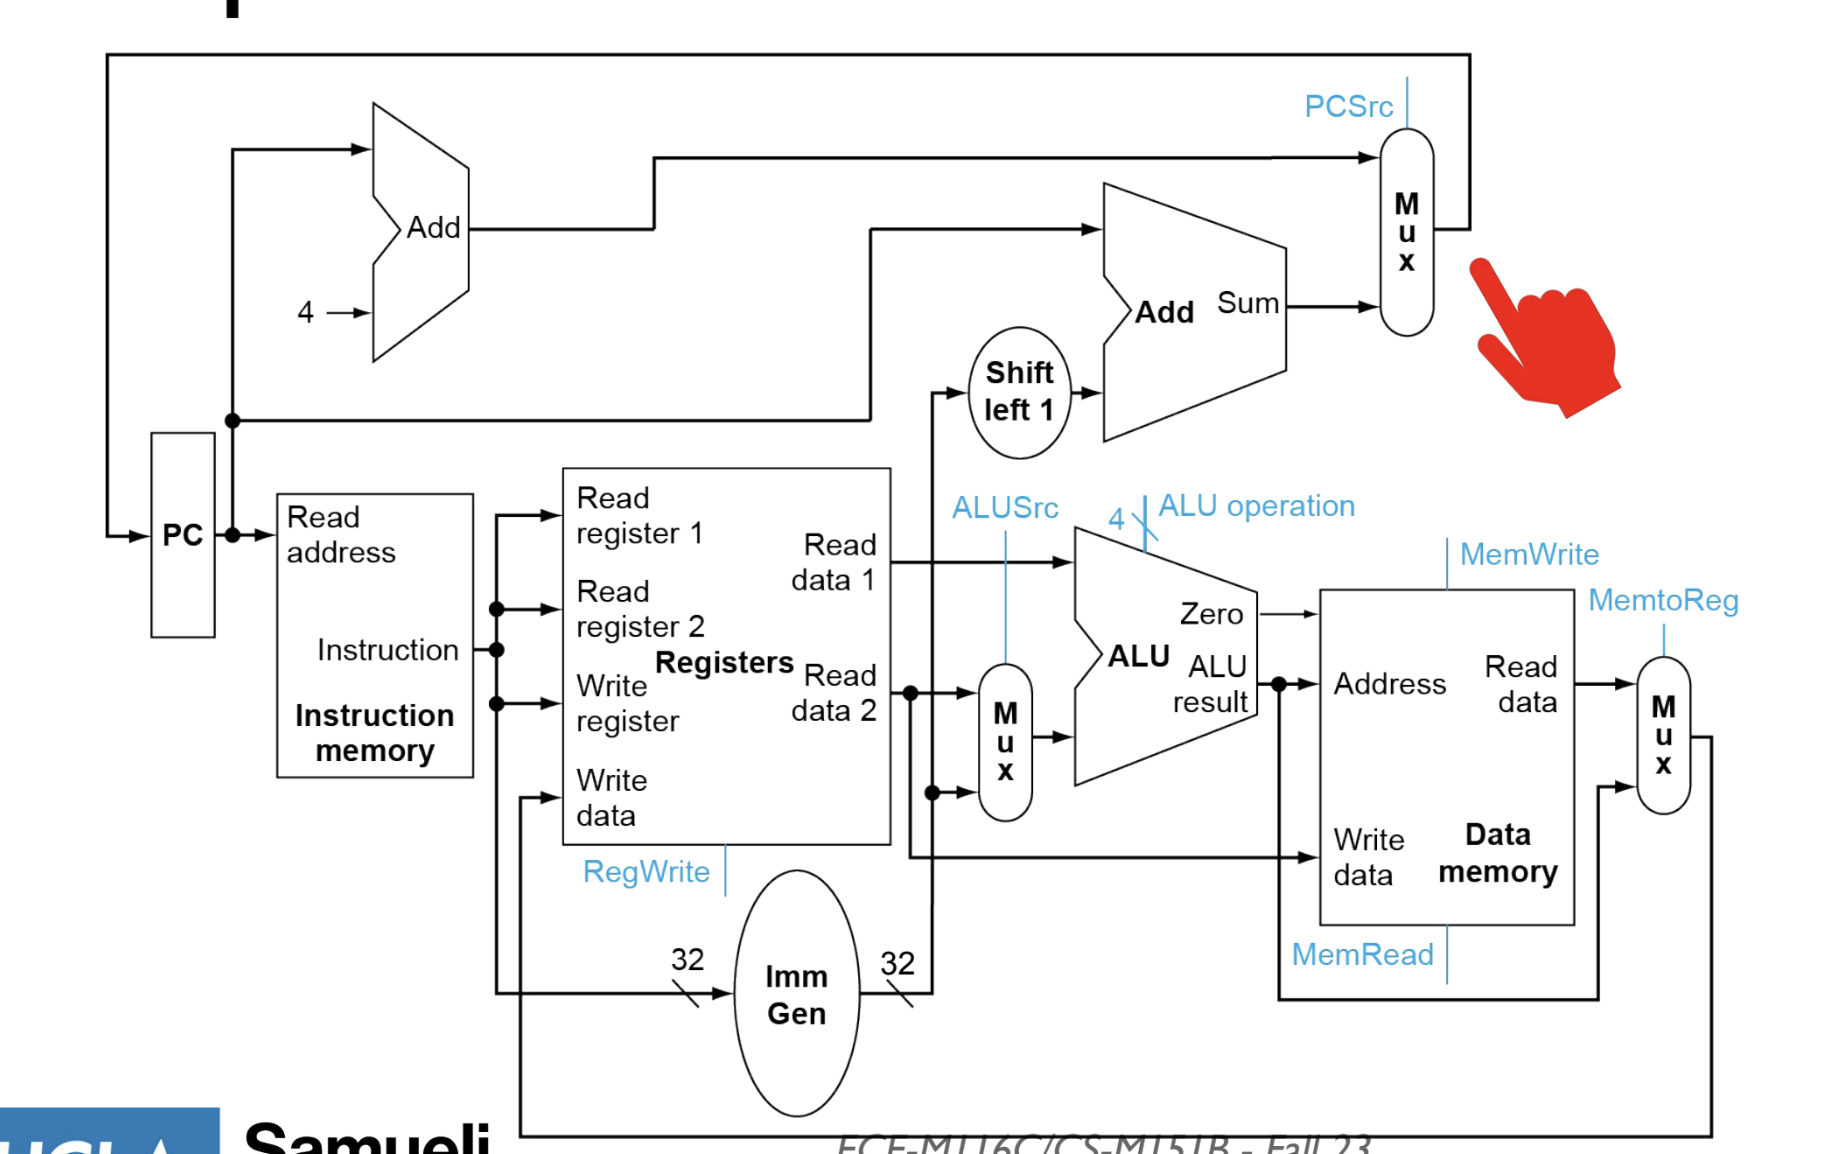 PCSrc
Add
4
Mux
Add
Sum
Shift
left 1
PC
Read
address
Instruction
Instruction
memory
Read
register 1
Read
register 2
Write
register
Write
data
Registers
Read
data 1
Read
data 2
RegWrite
ALUSrc
Mux
4
ALU operation
Zero
ALU
ALU
result
MemWrite
MemtoReg
Address
Read
data
Write
data
Data
memory
MemRead
Mux
32
Imm
Gen
32
Samueli
ECE-M116C/CS-M151B - Fall 23